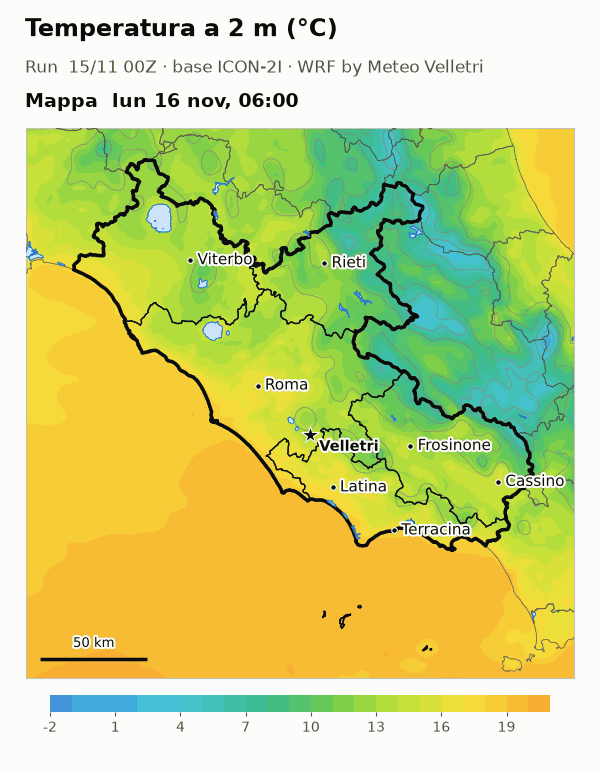 Temperatura a 2 m (°C)
Run  15/11 00Z · base ICON-2I · WRF by Meteo Velletri
Mappa  lun 16 nov, 06:00
Viterbo
Rieti
Roma
Velletri
Frosinone
Cassino
Latina
Terracina
50 km
-2 1 4 7 10 13 16 19